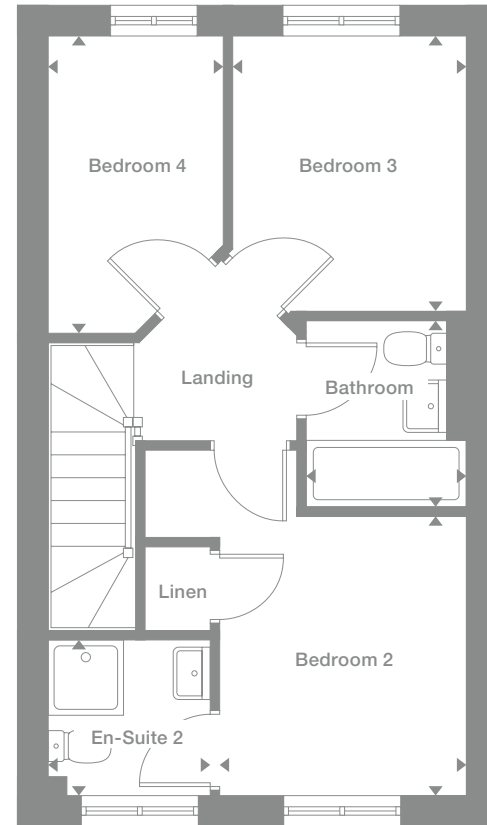 Bedroom 4
Bedroom 3
Landing
Bathroom
Linen
Bedroom 2
En-Suite 2